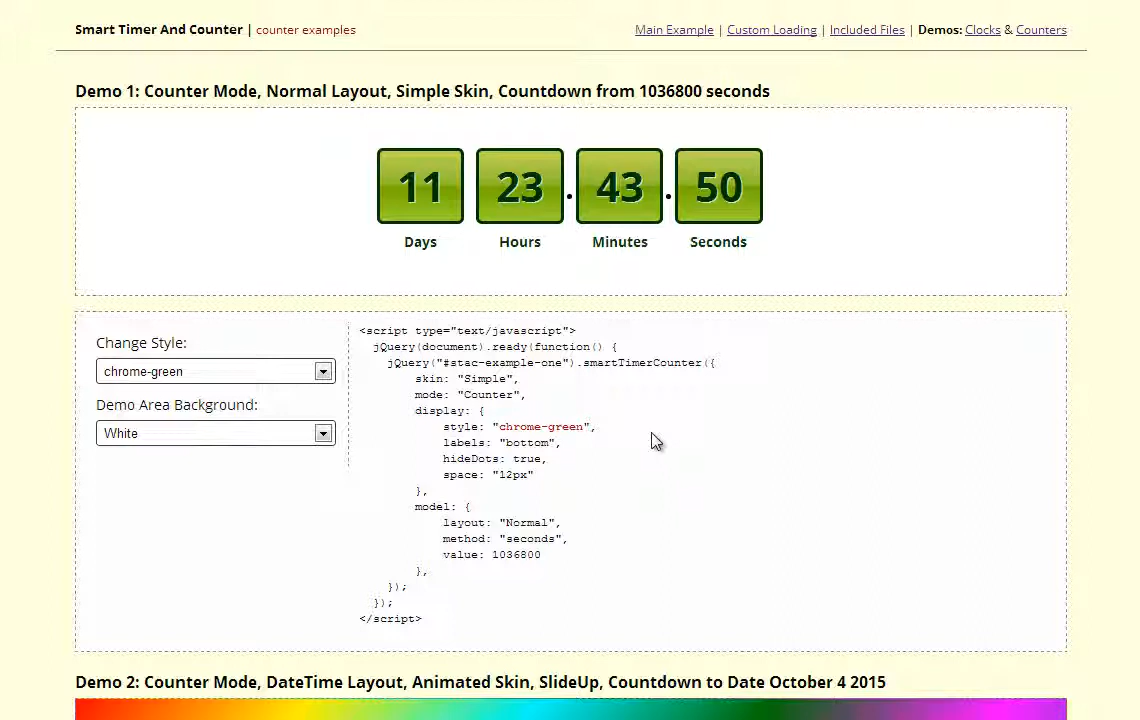 Smart Timer And Counter | counter examples
Main Example | Custom Loading | Included Files | Demos: Clocks & Counters
Demo 1: Counter Mode, Normal Layout, Simple Skin, Countdown from 1036800 seconds
11 23 . 43 . 50
Days Hours Minutes Seconds
Change Style:
chrome-green
Demo Area Background:
White
<script type="text/javascript">
jQuery(document).ready(function() {
jQuery("#stac-example-one").smartTimerCounter({
skin: "Simple",
mode: "Counter",
display: {
style: "chrome-green",
labels: "bottom",
hideDots: true,
space: "12px"
},
model: {
layout: "Normal",
method: "seconds",
value: 1036800
},
});
});
</script>
Demo 2: Counter Mode, DateTime Layout, Animated Skin, SlideUp, Countdown to Date October 4 2015